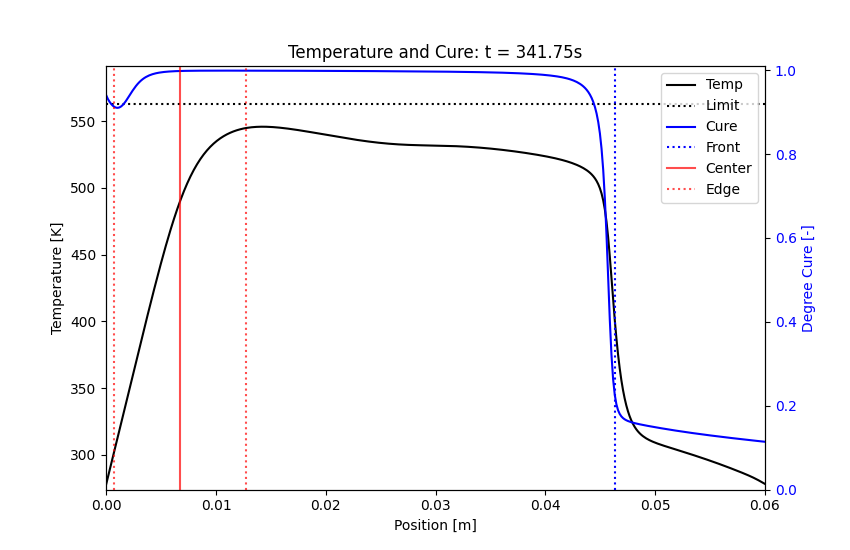 Temperature and Cure: t = 341.75s
Temperature [K]
550
500
450
400
350
300
0.00
0.01
0.02
0.03
0.04
0.05
0.06
Position [m]
1.0
0.8
0.6
0.4
0.2
0.0
Degree Cure [-]
Temp
Limit
Cure
Front
Center
Edge